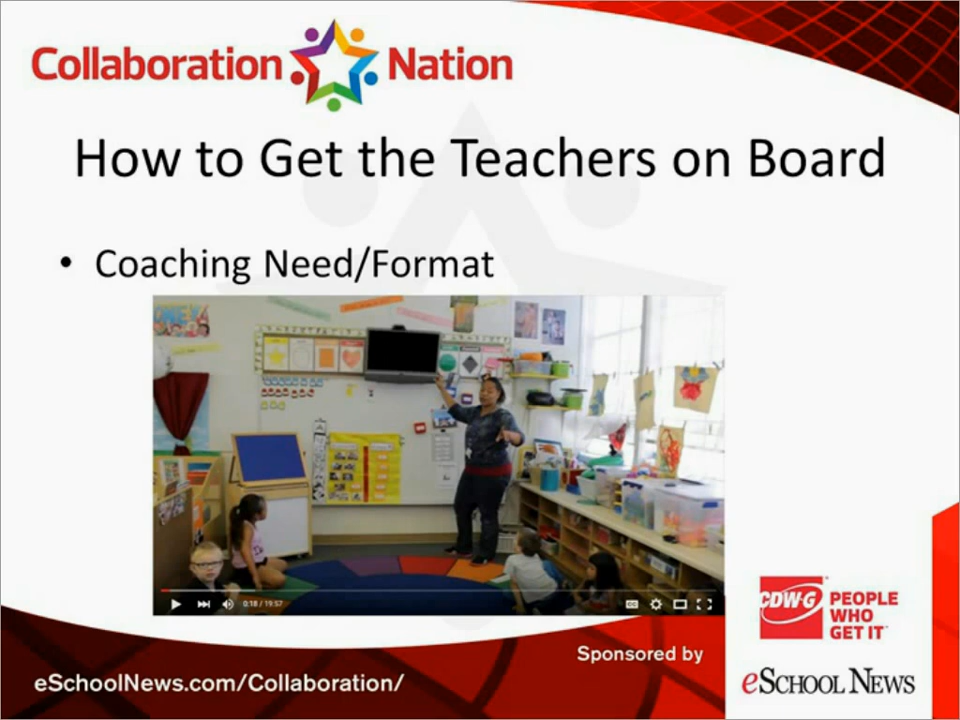 Collaboration Nation
How to Get the Teachers on Board
• Coaching Need/Format
0:18 / 19:57
CC
CDW·G
PEOPLE
WHO
GET IT
Sponsored by
eSchoolNews.com/Collaboration/
eSCHOOL NEWS